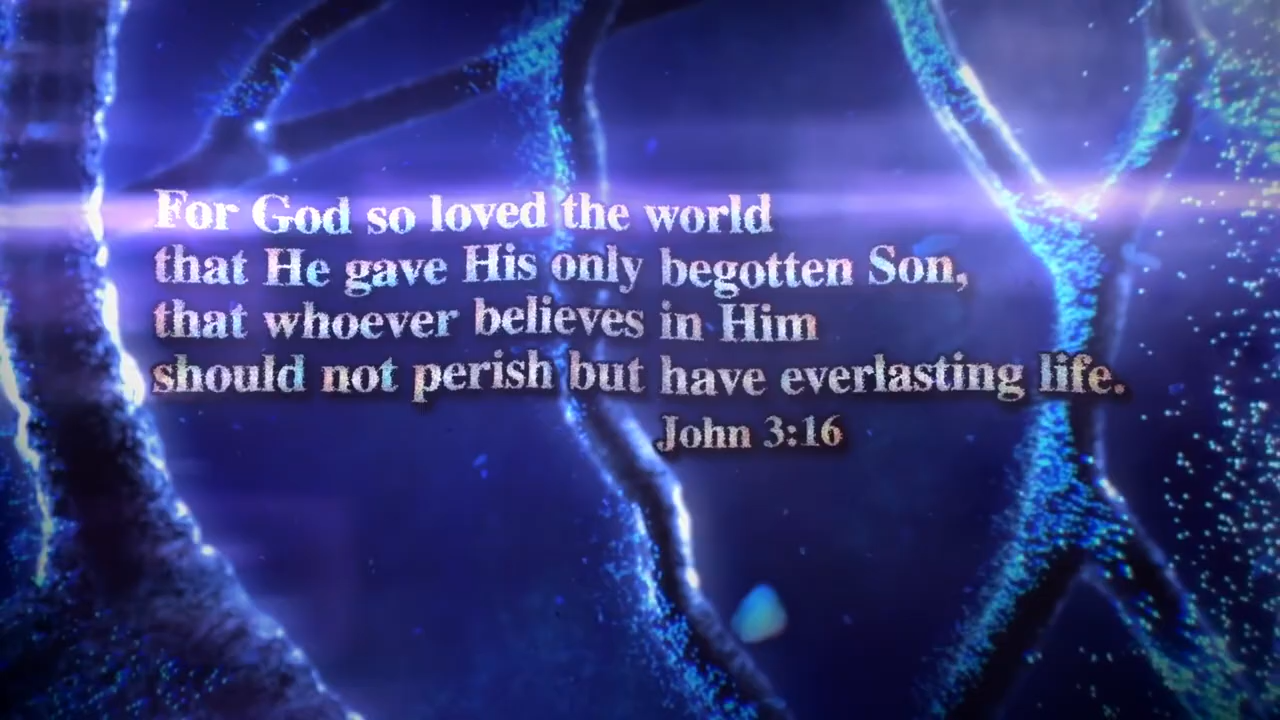 For God so loved the world
that He gave His only begotten Son,
that whoever believes in Him
should not perish but have everlasting life.
John 3:16